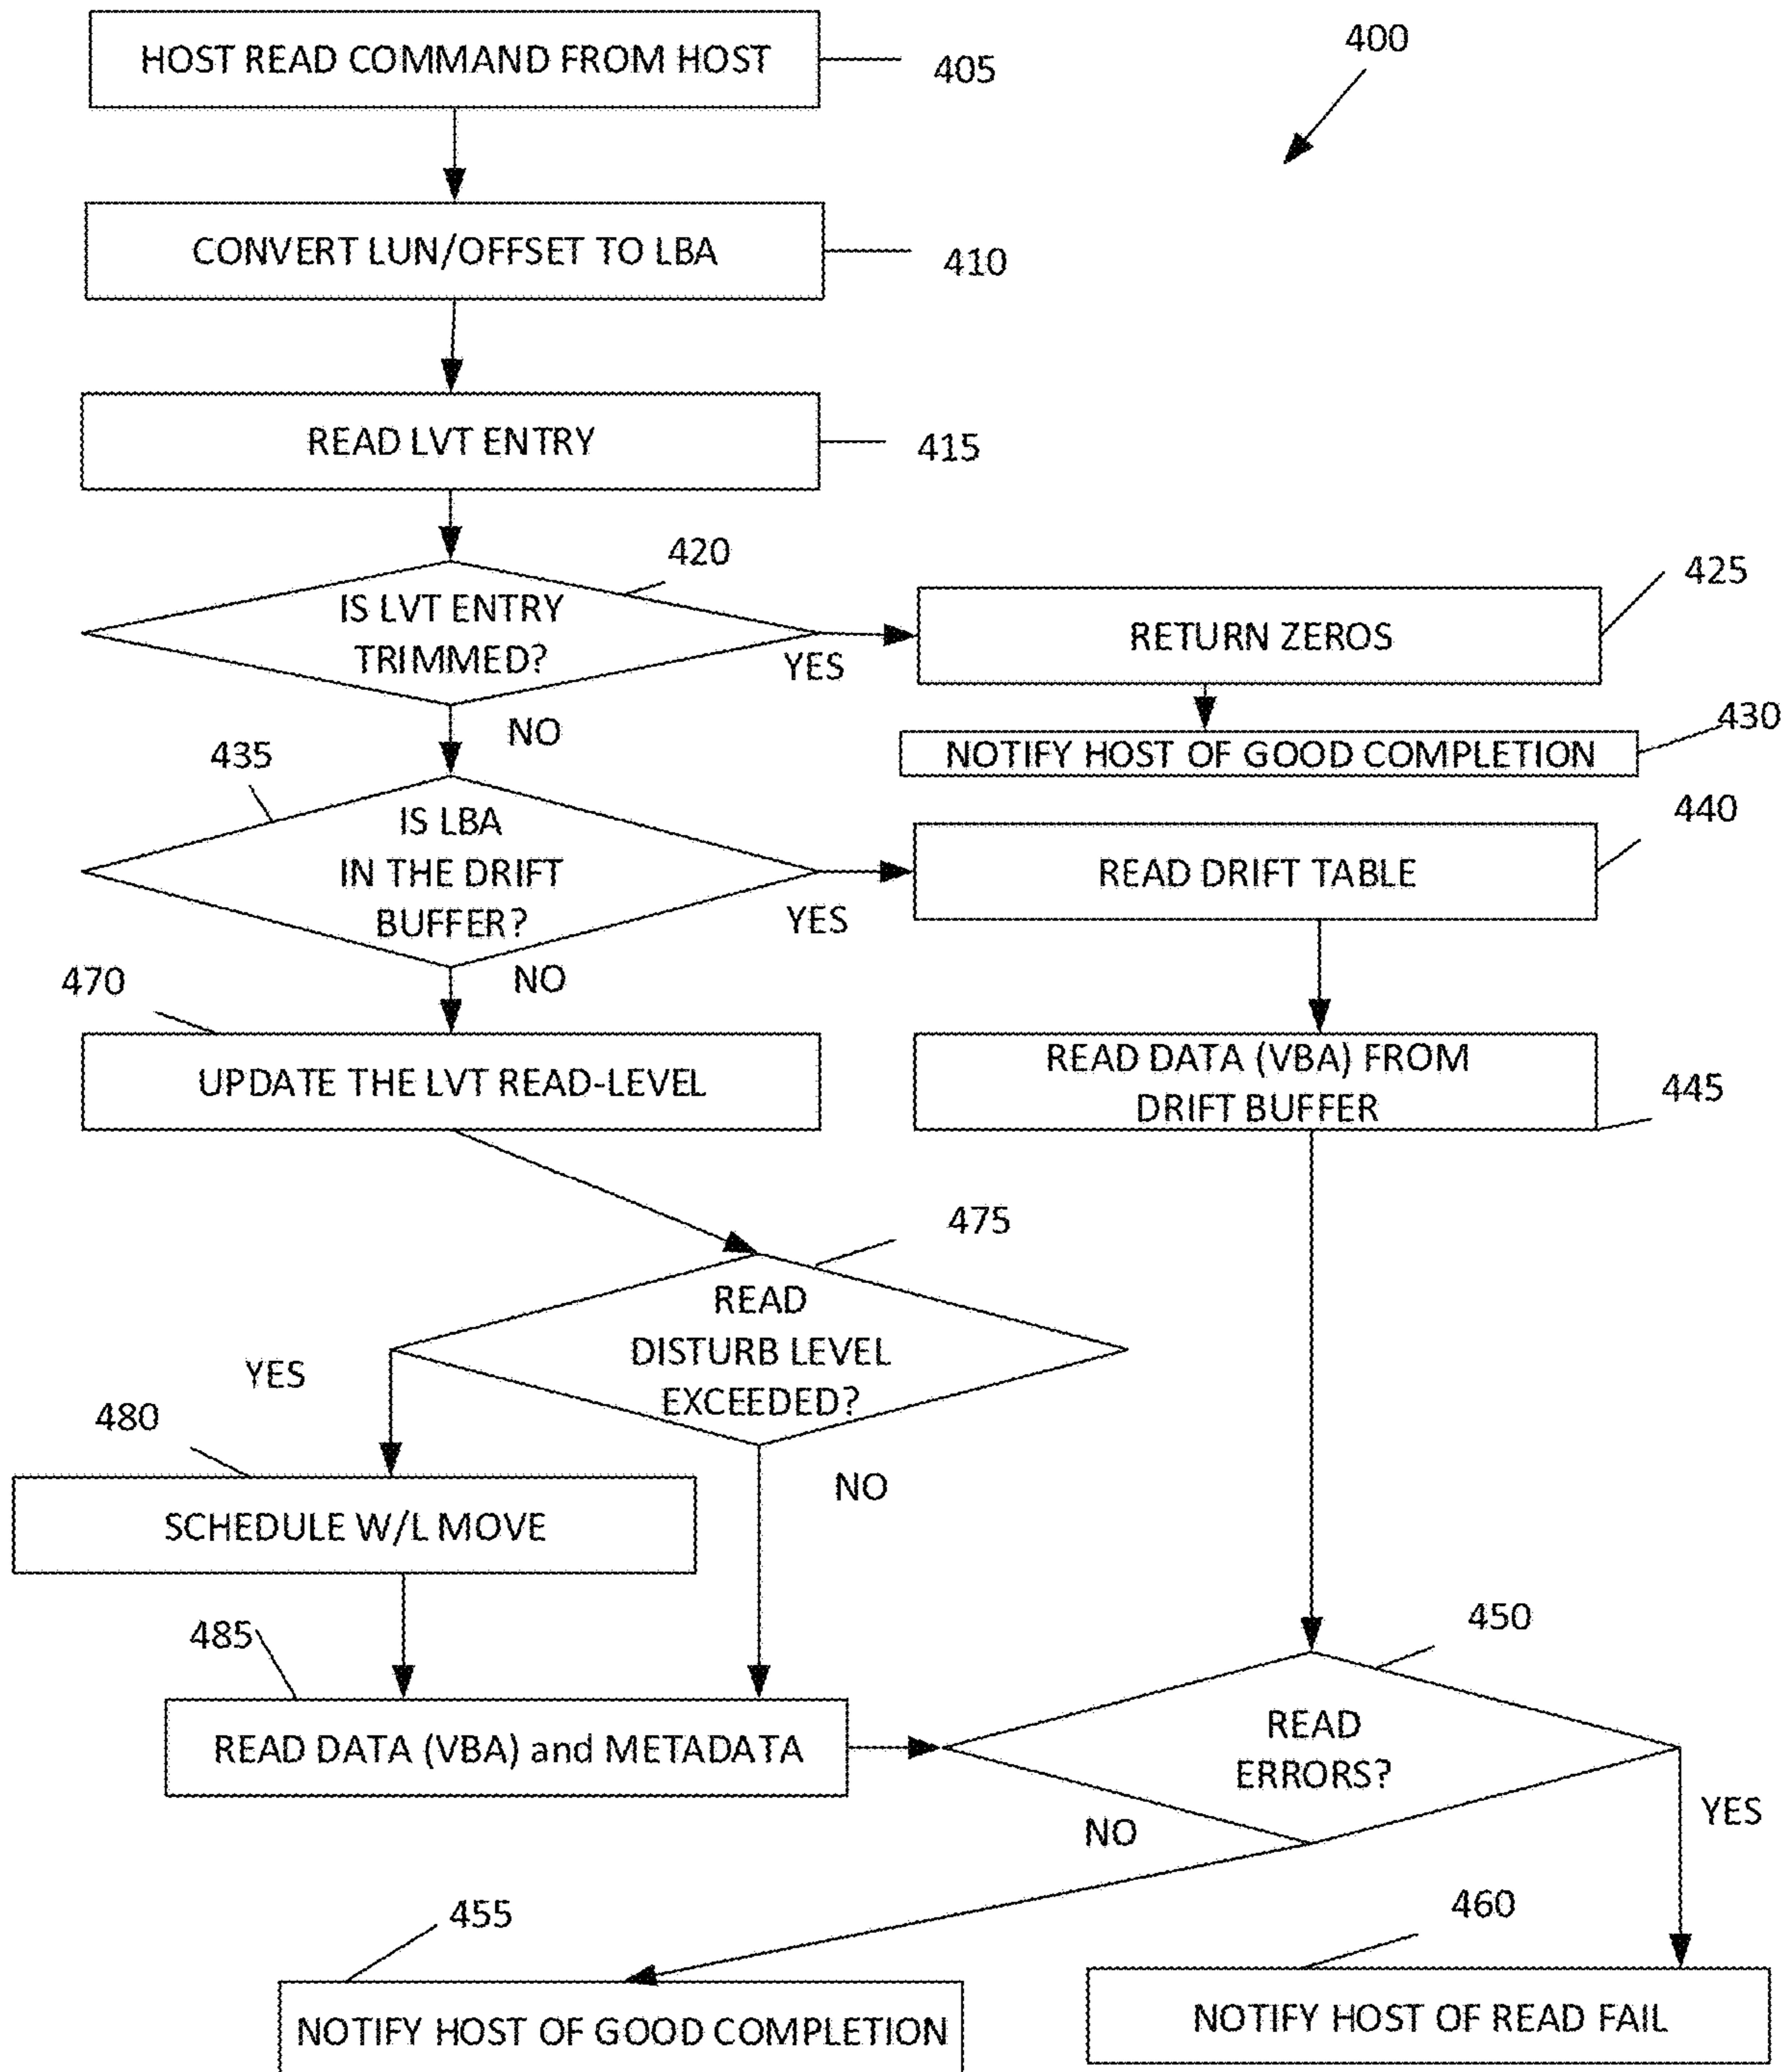 HOST READ COMMAND FROM HOST
405
400
CONVERT LUN/OFFSET TO LBA
410
READ LVT ENTRY
415
420
IS LVT ENTRY
TRIMMED?
YES
NO
RETURN ZEROS
425
NOTIFY HOST OF GOOD COMPLETION
430
435
IS LBA
IN THE DRIFT
BUFFER?
YES
NO
READ DRIFT TABLE
440
470
UPDATE THE LVT READ-LEVEL
READ DATA (VBA) FROM
DRIFT BUFFER
445
475
READ
DISTURB LEVEL
EXCEEDED?
YES
NO
480
SCHEDULE W/L MOVE
485
READ DATA (VBA) and METADATA
450
READ
ERRORS?
NO
YES
455
NOTIFY HOST OF GOOD COMPLETION
460
NOTIFY HOST OF READ FAIL